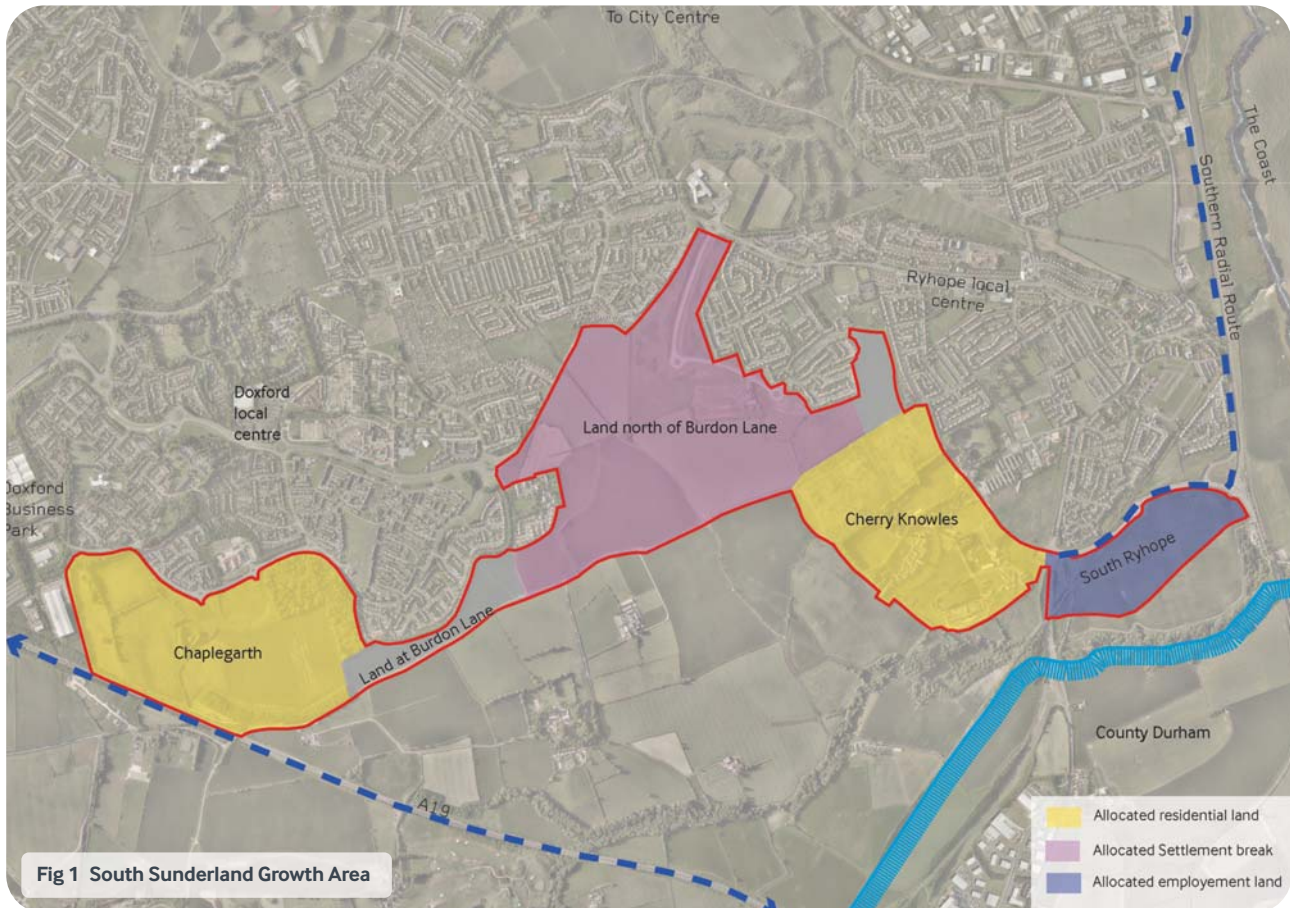 To City Centre
The Coast
Southern Radial Route
Ryhope local
centre
Doxford
local
centre
Land north of Burdon Lane
Doxford
Business
Park
Cherry Knowles
South Ryhope
Chaplegarth
Land at Burdon Lane
County Durham
A19
Allocated residential land
Allocated Settlement break
Allocated employement land
Fig 1 South Sunderland Growth Area